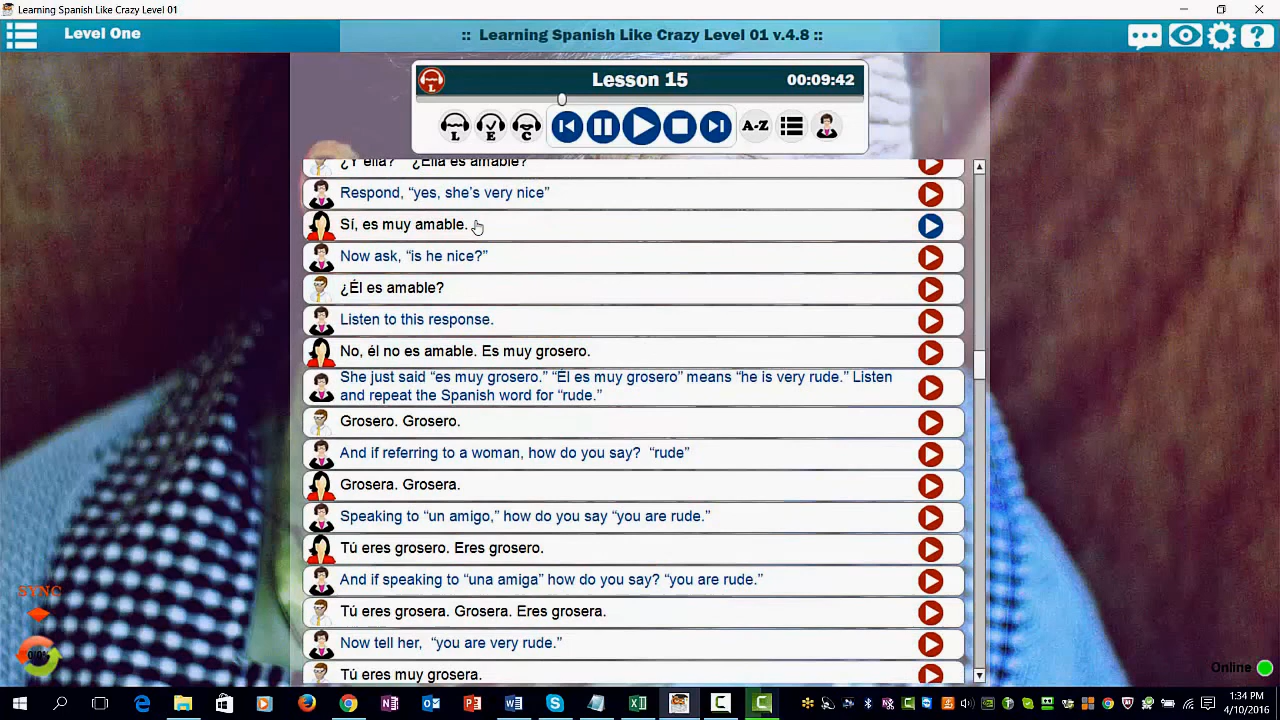 Learning Spanish Like Crazy Level 01
Level One
:: Learning Spanish Like Crazy Level 01 v.4.8 ::
L
Lesson 15
00:09:42
L E C A-Z
¿Y ella? ¿Ella es amable?
Respond, “yes, she’s very nice”
Sí, es muy amable.
Now ask, “is he nice?”
¿Él es amable?
Listen to this response.
No, él no es amable. Es muy grosero.
She just said “es muy grosero.” “Él es muy grosero” means “he is very rude.” Listen
and repeat the Spanish word for “rude.”
Grosero. Grosero.
And if referring to a woman, how do you say? “rude”
Grosera. Grosera.
Speaking to “un amigo,” how do you say “you are rude.”
Tú eres grosero. Eres grosero.
And if speaking to “una amiga” how do you say? “you are rude.”
Tú eres grosera. Grosera. Eres grosera.
Now tell her, “you are very rude.”
Tú eres muy grosera.
SYNC
Online
1:34 PM
4/10/2016